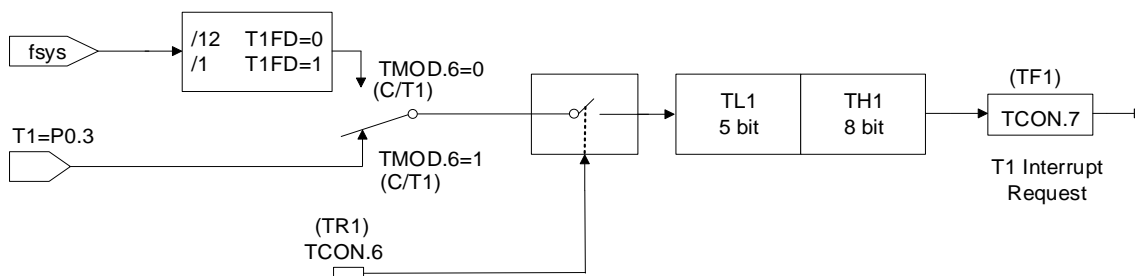 fsys
/12 T1FD=0
/1 T1FD=1
TMOD.6=0
(C/T1)
T1=P0.3
TMOD.6=1
(C/T1)
TL1
5 bit
TH1
8 bit
(TF1)
TCON.7
T1 Interrupt
Request
(TR1)
TCON.6